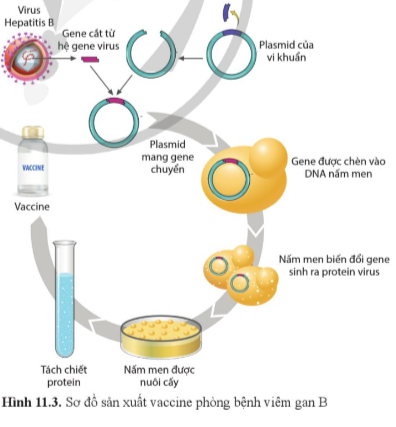 Virus
Hepatitis B
Gene cắt từ
hệ gene virus
Plasmid của
vi khuẩn
Plasmid
mang gene
chuyển
Gene được chèn vào
DNA nấm men
VACCINE
Vaccine
Nấm men biến đổi gene
sinh ra protein virus
Tách chiết
protein
Nấm men được
nuôi cấy
Hình 11.3. Sơ đồ sản xuất vaccine phòng bệnh viêm gan B